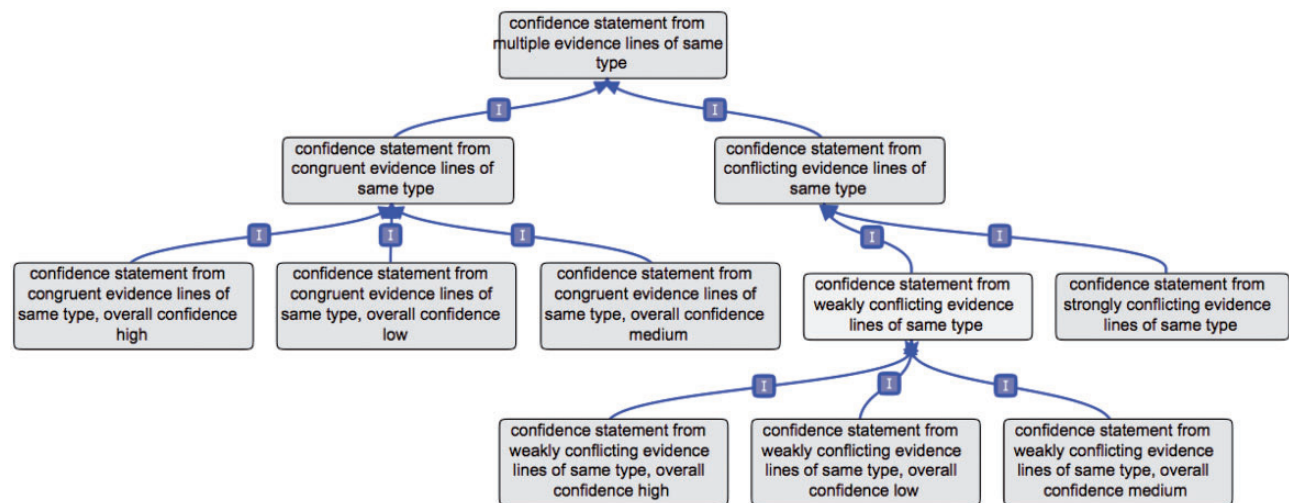 confidence statement from
multiple evidence lines of same
type
I
I
confidence statement from
congruent evidence lines of
same type
confidence statement from
conflicting evidence lines of
same type
I
I
I
I
I
confidence statement from
congruent evidence lines of
same type, overall confidence
high
confidence statement from
congruent evidence lines of
same type, overall confidence
low
confidence statement from
congruent evidence lines of
same type, overall confidence
medium
confidence statement from
weakly conflicting evidence
lines of same type
confidence statement from
strongly conflicting evidence
lines of same type
I
I
I
confidence statement from
weakly conflicting evidence
lines of same type, overall
confidence high
confidence statement from
weakly conflicting evidence
lines of same type, overall
confidence low
confidence statement from
weakly conflicting evidence
lines of same type, overall
confidence medium